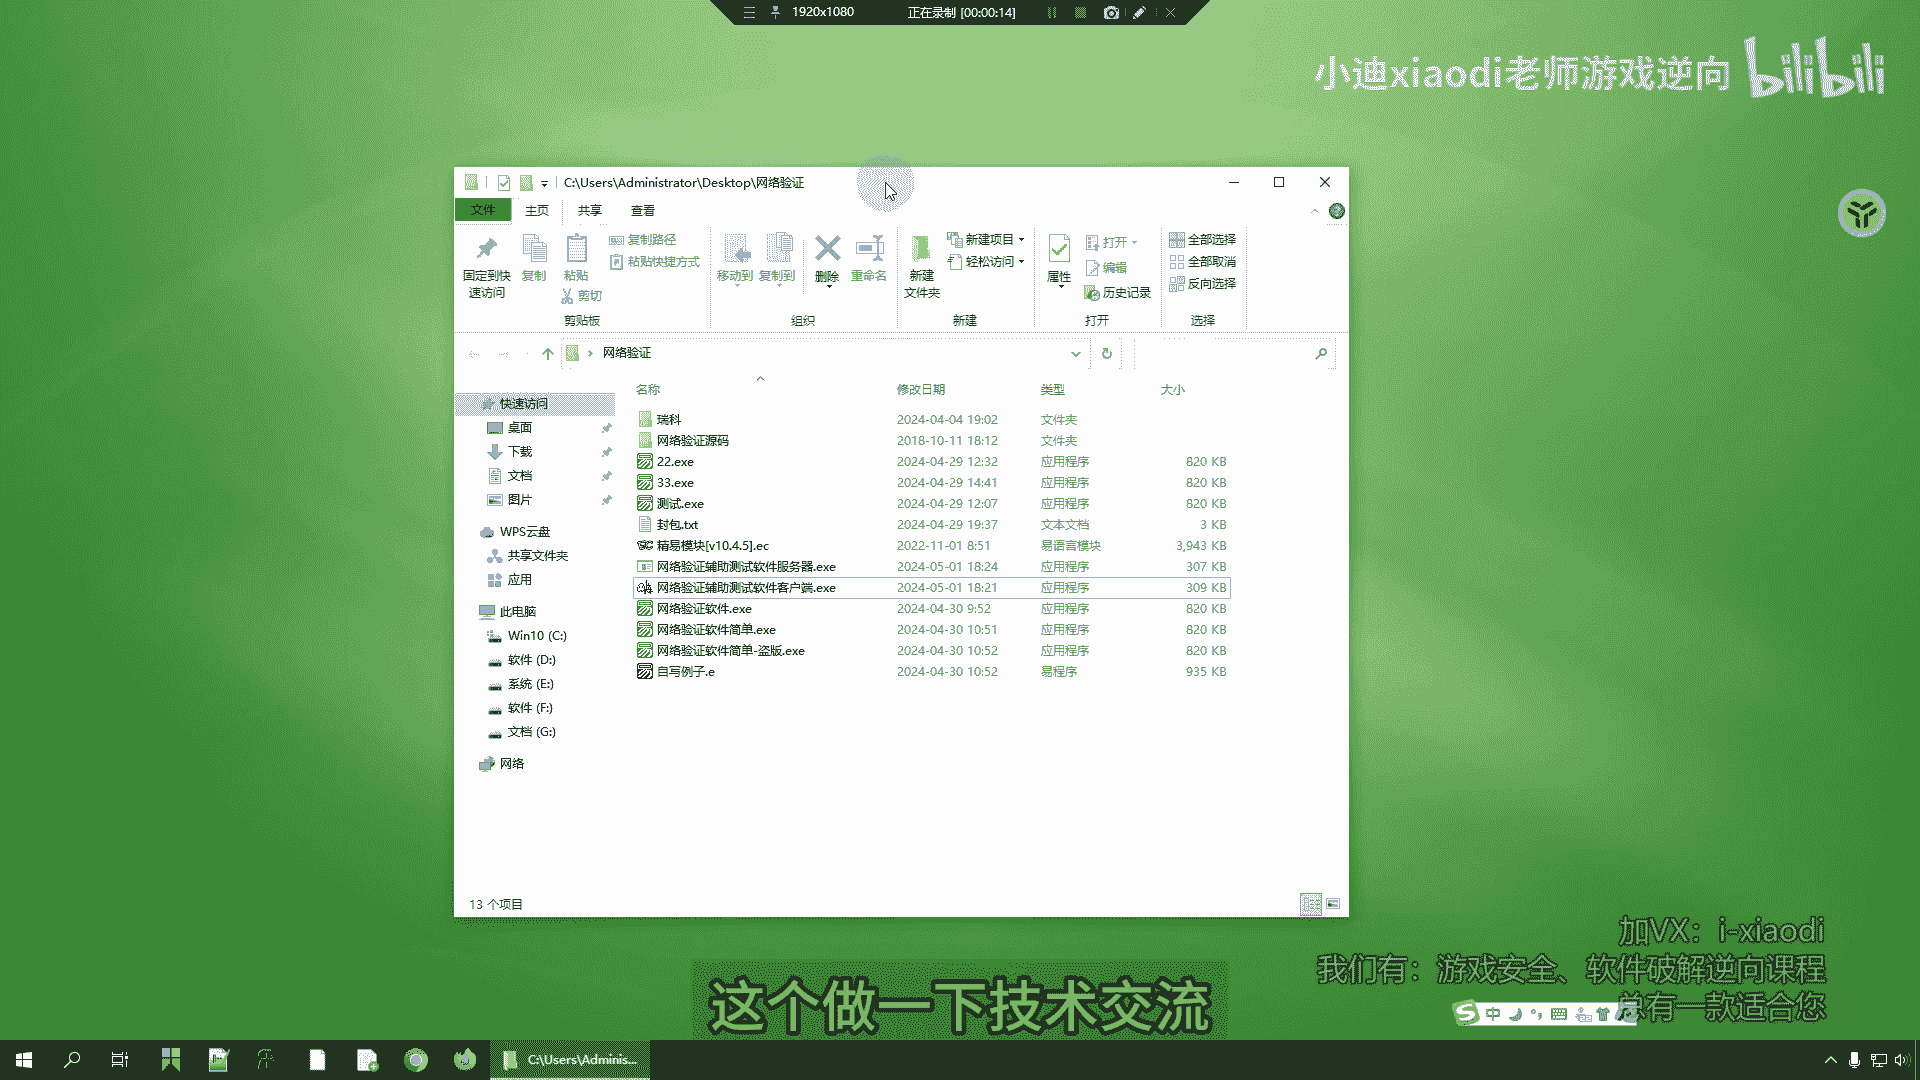 1920x1080 正在录制 [00:00:14]
小迪xiaodi老师游戏逆向 bilibili
C:\Users\Administrator\Desktop\网络验证
文件 主页 共享 查看
固定到快速访问 复制 粘贴 复制路径 粘贴快捷方式 剪切
移动到 复制到 删除 重命名
新建文件夹 新建项目 轻松访问
属性 打开 编辑 历史记录
全部选择 全部取消 反向选择
剪贴板 组织 新建 打开 选择
网络验证
名称 修改日期 类型 大小
瑞科 2024-04-04 19:02 文件夹
网络验证源码 2018-10-11 18:12 文件夹
22.exe 2024-04-29 12:32 应用程序 820 KB
33.exe 2024-04-29 14:41 应用程序 820 KB
测试.exe 2024-04-29 12:07 应用程序 820 KB
封包.txt 2024-04-29 19:37 文本文档 3 KB
精易模块[v10.4.5].ec 2022-11-01 8:51 易语言模块 3,943 KB
网络验证辅助测试软件服务器.exe 2024-05-01 18:24 应用程序 307 KB
网络验证辅助测试软件客户端.exe 2024-05-01 18:21 应用程序 309 KB
网络验证软件.exe 2024-04-30 9:52 应用程序 820 KB
网络验证软件简单.exe 2024-04-30 10:51 应用程序 820 KB
网络验证软件简单-盗版.exe 2024-04-30 10:52 应用程序 820 KB
自写例子.e 2024-04-30 10:52 易程序 935 KB
快速访问
桌面
下载
文档
图片
WPS云盘
共享文件夹
应用
此电脑
Win10 (C:)
软件 (D:)
系统 (E:)
软件 (F:)
文档 (G:)
网络
13 个项目
加VX：i-xiaodi
我们有：游戏安全、软件破解逆向课程
总有一款适合您
中
这个做一下技术交流
C:\Users\Adminis...